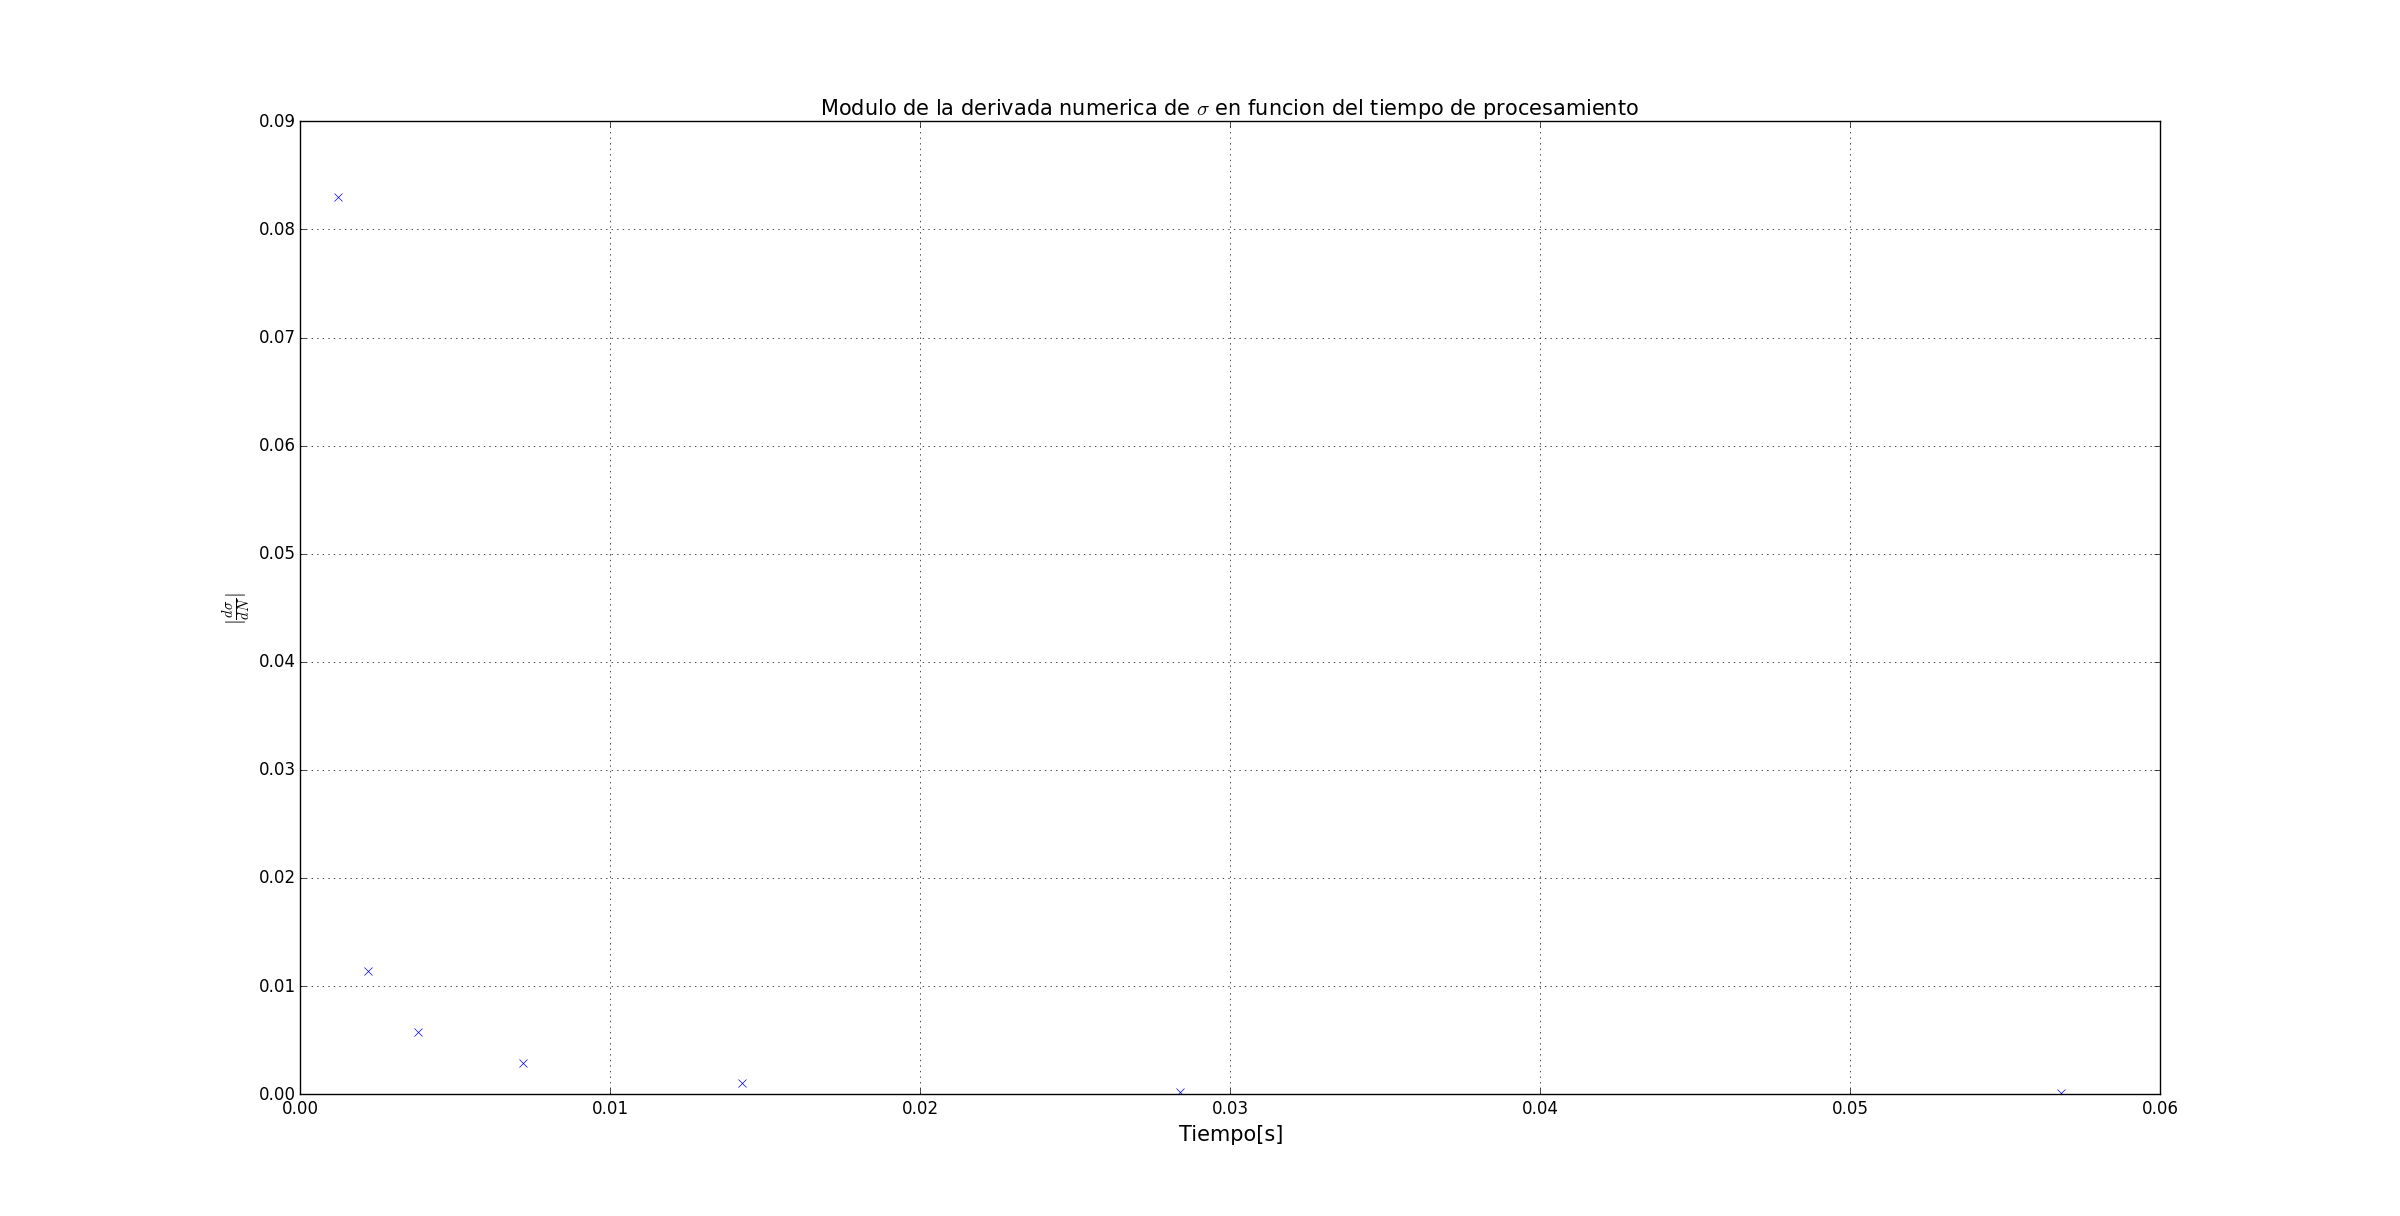 Modulo de la derivada numerica de σ en funcion del tiempo de procesamiento
0.09
0.08
0.07
0.06
0.05
0.04
0.03
0.02
0.01
0.00
|dσ/dN|
0.00 0.01 0.02 0.03 0.04 0.05 0.06
Tiempo[s]